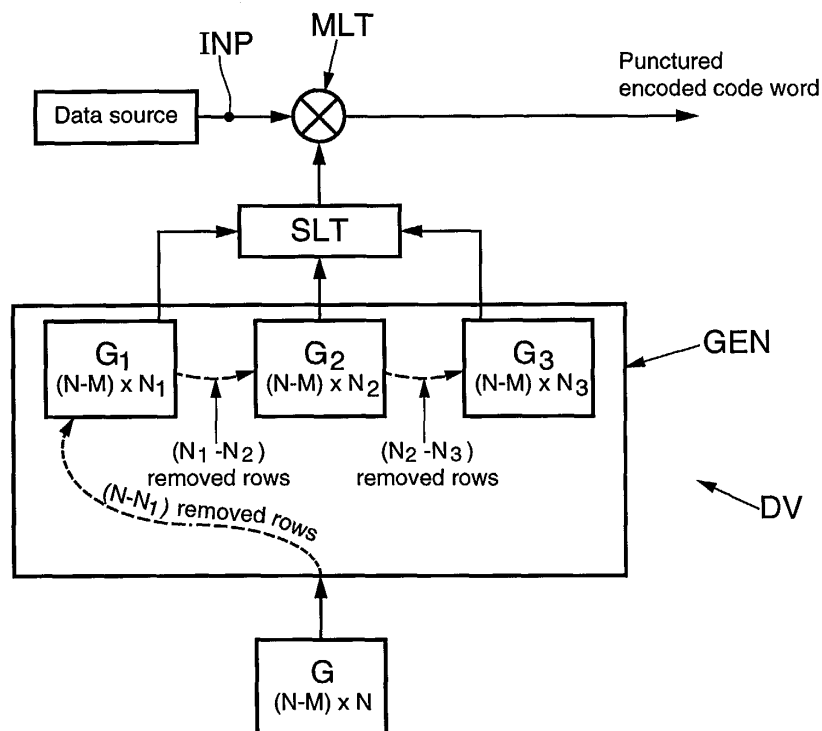 INP
MLT
Punctured
encoded code word
Data source
SLT
G₁
(N-M) x N₁
G₂
(N-M) x N₂
G₃
(N-M) x N₃
GEN
(N₁ -N₂)
removed rows
(N₂ -N₃)
removed rows
(N-N₁) removed rows
DV
G
(N-M) x N